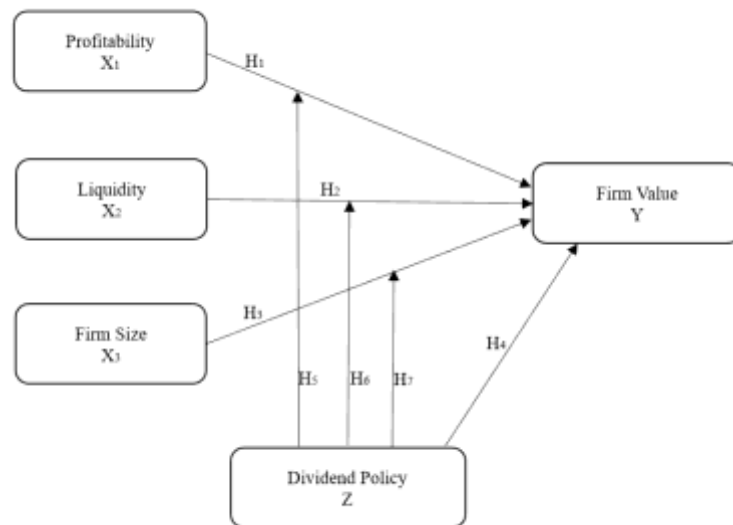 Profitability
X₁
H₁
Liquidity
X₂
H₂
Firm Value
Y
Firm Size
X₃
H₃
H₄
H₅
H₆
H₇
Dividend Policy
Z